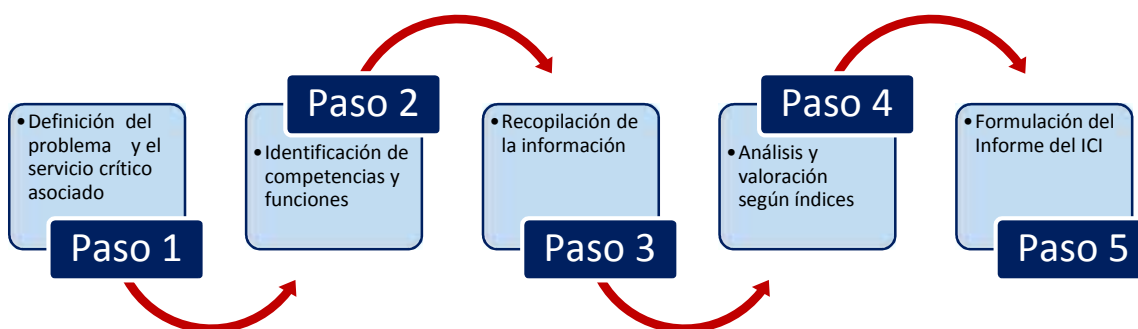 • Definición del
problema y el
servicio crítico
asociado
Paso 1
Paso 2
• Identificación de
competencias y
funciones
• Recopilación de
la información
Paso 3
Paso 4
• Análisis y
valoración
según índices
• Formulación del
Informe del ICI
Paso 5